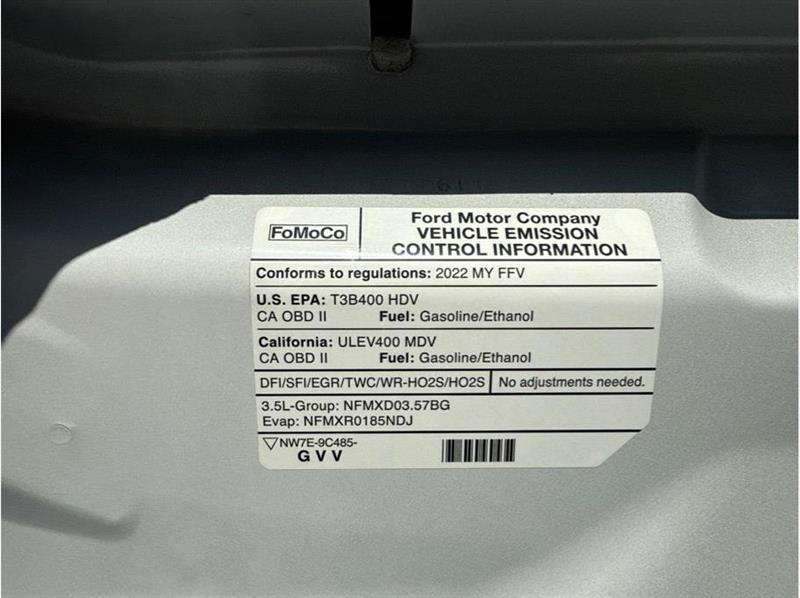 FoMoCo
Ford Motor Company
VEHICLE EMISSION
CONTROL INFORMATION
Conforms to regulations: 2022 MY FFV
U.S. EPA: T3B400 HDV
CA OBD II Fuel: Gasoline/Ethanol
California: ULEV400 MDV
CA OBD II Fuel: Gasoline/Ethanol
DFI/SFI/EGR/TWC/WR-HO2S/HO2S No adjustments needed.
3.5L-Group: NFMXD03.57BG
Evap: NFMXR0185NDJ
NW7E-9C485-
GVV